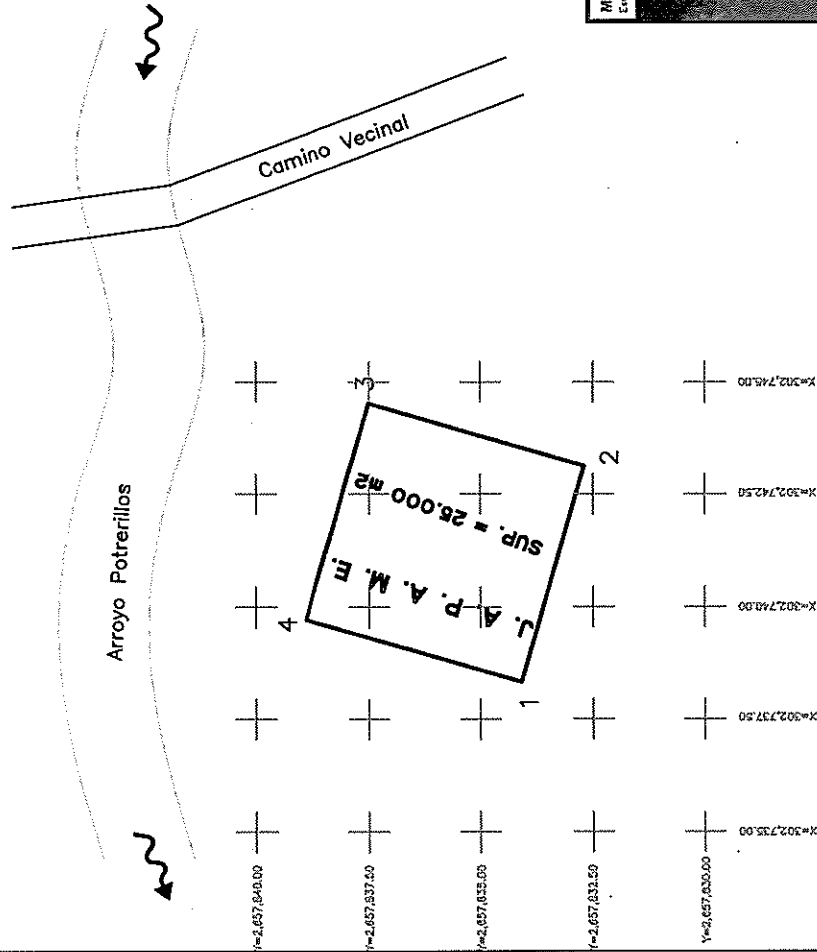 M
Camino Vecinal
Arroyo Potrerillos
4
3
J. A. P. A. M. E.
SUP. = 25.000 m2
1
2
Y=2,657,840.00
Y=2,657,837.50
Y=2,657,835.00
Y=2,657,832.50
Y=2,657,830.00
X=302,735.00
X=302,737.50
X=302,740.00
X=302,742.50
X=302,745.00